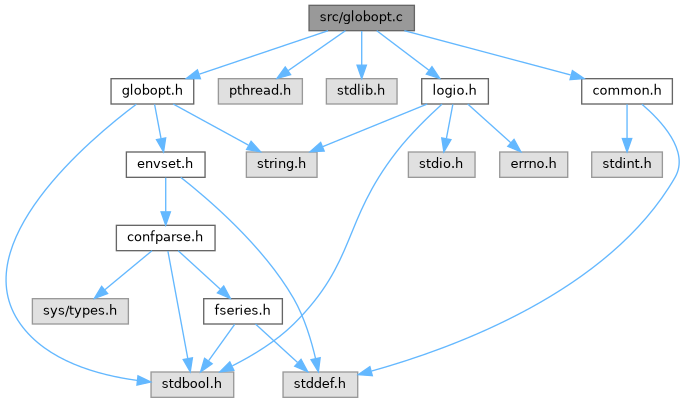 src/globopt.c
globopt.h
pthread.h
stdlib.h
logio.h
common.h
envset.h
string.h
stdio.h
errno.h
stdint.h
confparse.h
sys/types.h
fseries.h
stdbool.h
stddef.h